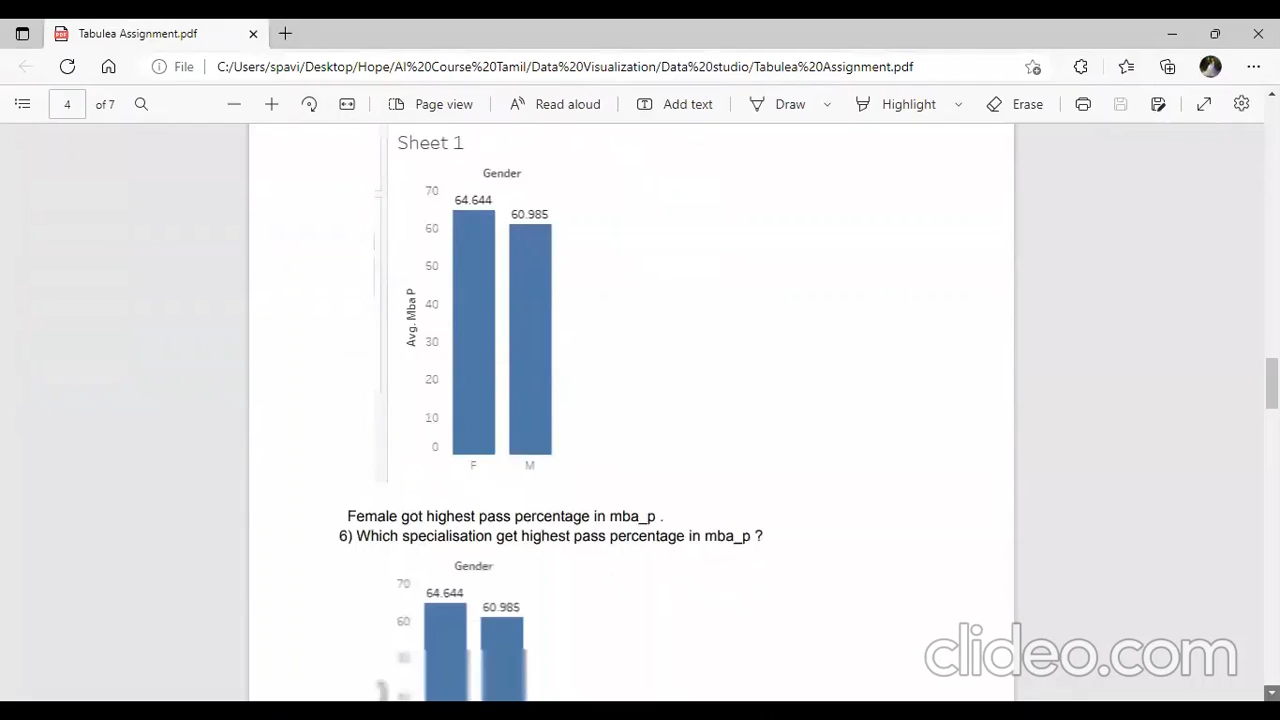 Tabulea Assignment.pdf
File C:/Users/spavi/Desktop/Hope/AI%20Course%20Tamil/Data%20Visualization/Data%20studio/Tabulea%20Assignment.pdf
4 of 7 Page view Read aloud Add text Draw Highlight Erase
Sheet 1
Gender
70
64.644
60.985
60
50
40
30
20
10
0
Avg. Mba P
F M
Female got highest pass percentage in mba_p .
6) Which specialisation get highest pass percentage in mba_p ?
Gender
70
64.644
60.985
60
clideo.com